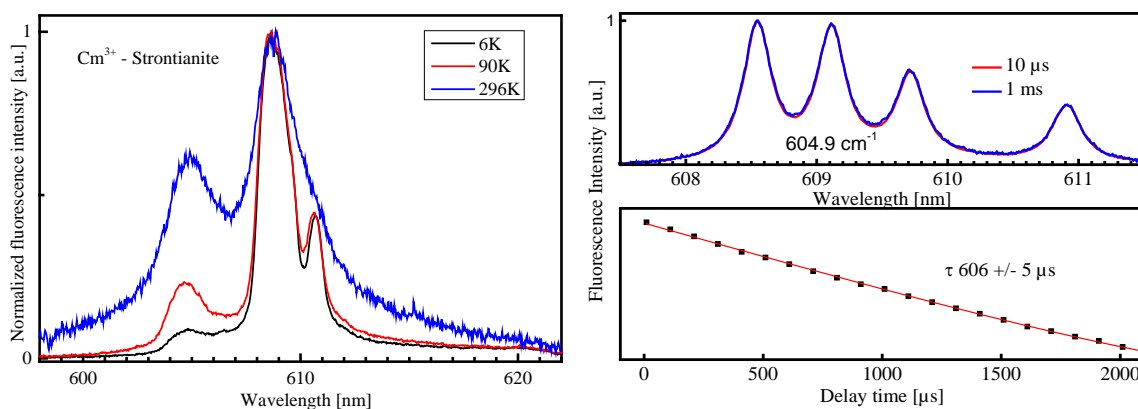 Normalized fluorescence intensity [a.u.]
1
0
Cm³⁺ - Strontianite
6K
90K
296K
600
610
620
Wavelength [nm]
Fluorescence Intensity [a.u.]
1
10 µs
1 ms
604.9 cm⁻¹
608
609
610
611
Wavelength [nm]
τ 606 +/- 5 µs
0
500
1000
1500
2000
Delay time [µs]